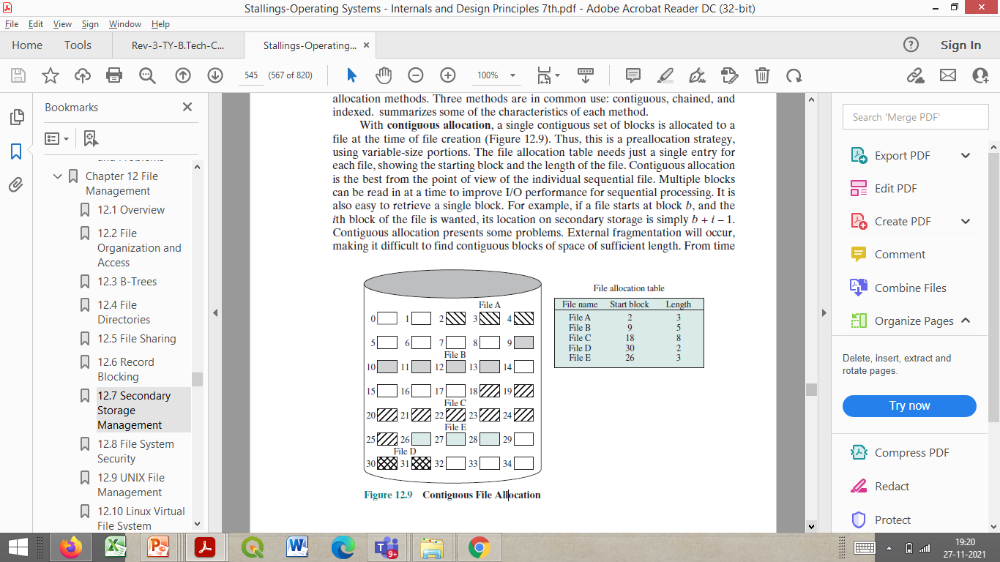 Stallings-Operating Systems - Internals and Design Principles 7th.pdf - Adobe Acrobat Reader DC (32-bit)
File Edit View Sign Window Help
Home Tools Rev-3-TY-B.Tech-C... Stallings-Operating... × Sign In
545 (567 of 820) 100%
Bookmarks
Chapter 12 File
Management
12.1 Overview
12.2 File
Organization and
Access
12.3 B-Trees
12.4 File
Directories
12.5 File Sharing
12.6 Record
Blocking
12.7 Secondary
Storage
Management
12.8 File System
Security
12.9 UNIX File
Management
12.10 Linux Virtual
File System
allocation methods. Three methods are in common use: contiguous, chained, and
indexed. summarizes some of the characteristics of each method.
With contiguous allocation, a single contiguous set of blocks is allocated to a
file at the time of file creation (Figure 12.9). Thus, this is a preallocation strategy,
using variable-size portions. The file allocation table needs just a single entry for
each file, showing the starting block and the length of the file. Contiguous allocation
is the best from the point of view of the individual sequential file. Multiple blocks
can be read in at a time to improve I/O performance for sequential processing. It is
also easy to retrieve a single block. For example, if a file starts at block b, and the
ith block of the file is wanted, its location on secondary storage is simply b + i – 1.
Contiguous allocation presents some problems. External fragmentation will occur,
making it difficult to find contiguous blocks of space of sufficient length. From time
File A
0 1 2 3 4
5 6 7 8 9
File B
10 11 12 13 14
15 16 17 18 19
File C
20 21 22 23 24
File E
25 26 27 28 29
File D
30 31 32 33 34
File allocation table
File name Start block Length
File A 2 3
File B 9 5
File C 18 8
File D 30 2
File E 26 3
Figure 12.9 Contiguous File Allocation
Search 'Merge PDF'
Export PDF
Edit PDF
Create PDF
Comment
Combine Files
Organize Pages
Delete, insert, extract and
rotate pages.
Try now
Compress PDF
Redact
Protect
9+
19:20
27-11-2021